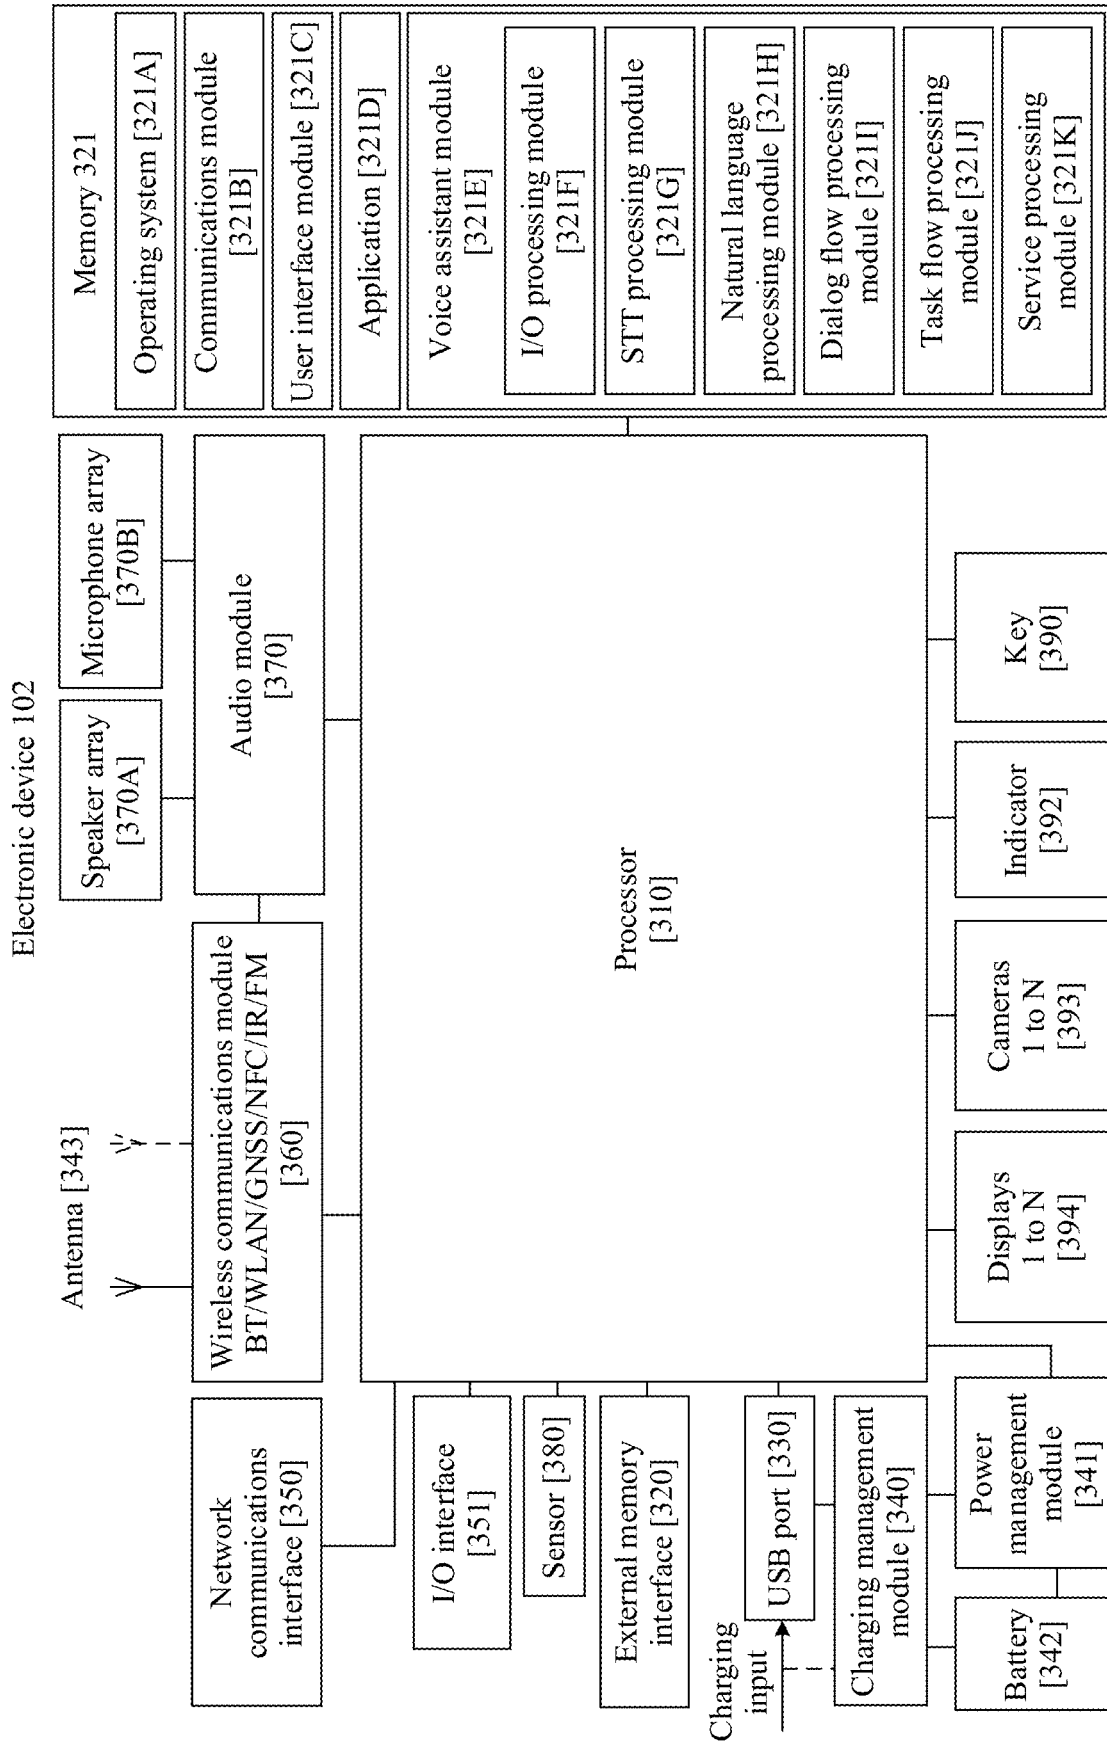 Electronic device 102
Antenna [343]
Speaker array
[370A]
Microphone array
[370B]
Memory 321
Operating system [321A]
Communications module
[321B]
User interface module [321C]
Application [321D]
Voice assistant module
[321E]
I/O processing module
[321F]
STT processing module
[321G]
Natural language
processing module [321H]
Dialog flow processing
module [321I]
Task flow processing
module [321J]
Service processing
module [321K]
Network
communications
interface [350]
Wireless communications module
BT/WLAN/GNSS/NFC/IR/FM
[360]
Audio module
[370]
I/O interface
[351]
Sensor [380]
External memory
interface [320]
Charging
input
USB port [330]
Charging management
module [340]
Processor
[310]
Battery
[342]
Power
management
module
[341]
Displays
1 to N
[394]
Cameras
1 to N
[393]
Indicator
[392]
Key
[390]